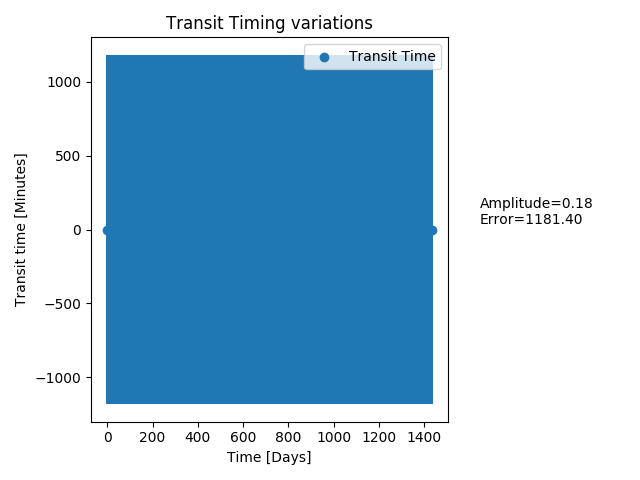 Transit Timing variations
Transit Time
1000
500
0
−500
−1000
Transit time [Minutes]
0 200 400 600 800 1000 1200 1400
Time [Days]
Amplitude=0.18
Error=1181.40